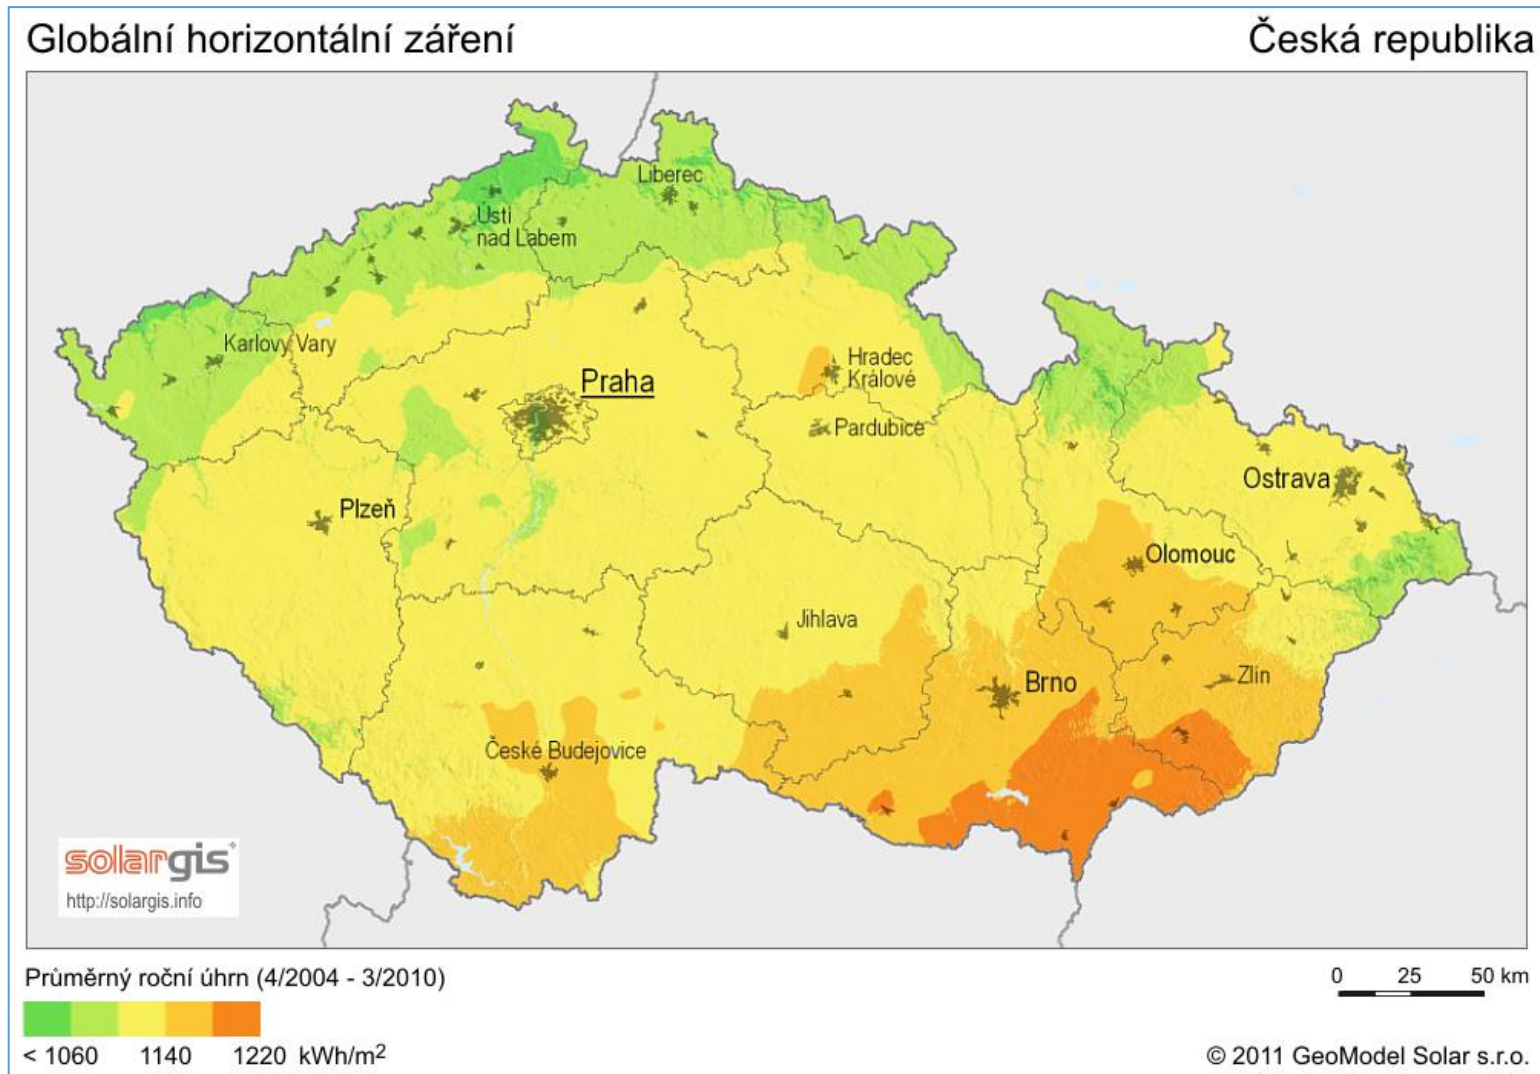 Globální horizontální záření
Česká republika
Liberec
Ústí
nad Labem
Karlovy Vary
Praha
Hradec
Králové
Pardubice
Ostrava
Plzeň
Olomouc
Jihlava
Brno
Zlín
České Budejovice
solargis
http://solargis.info
Průměrný roční úhrn (4/2004 - 3/2010)
0 25 50 km
< 1060 1140 1220 kWh/m²
© 2011 GeoModel Solar s.r.o.